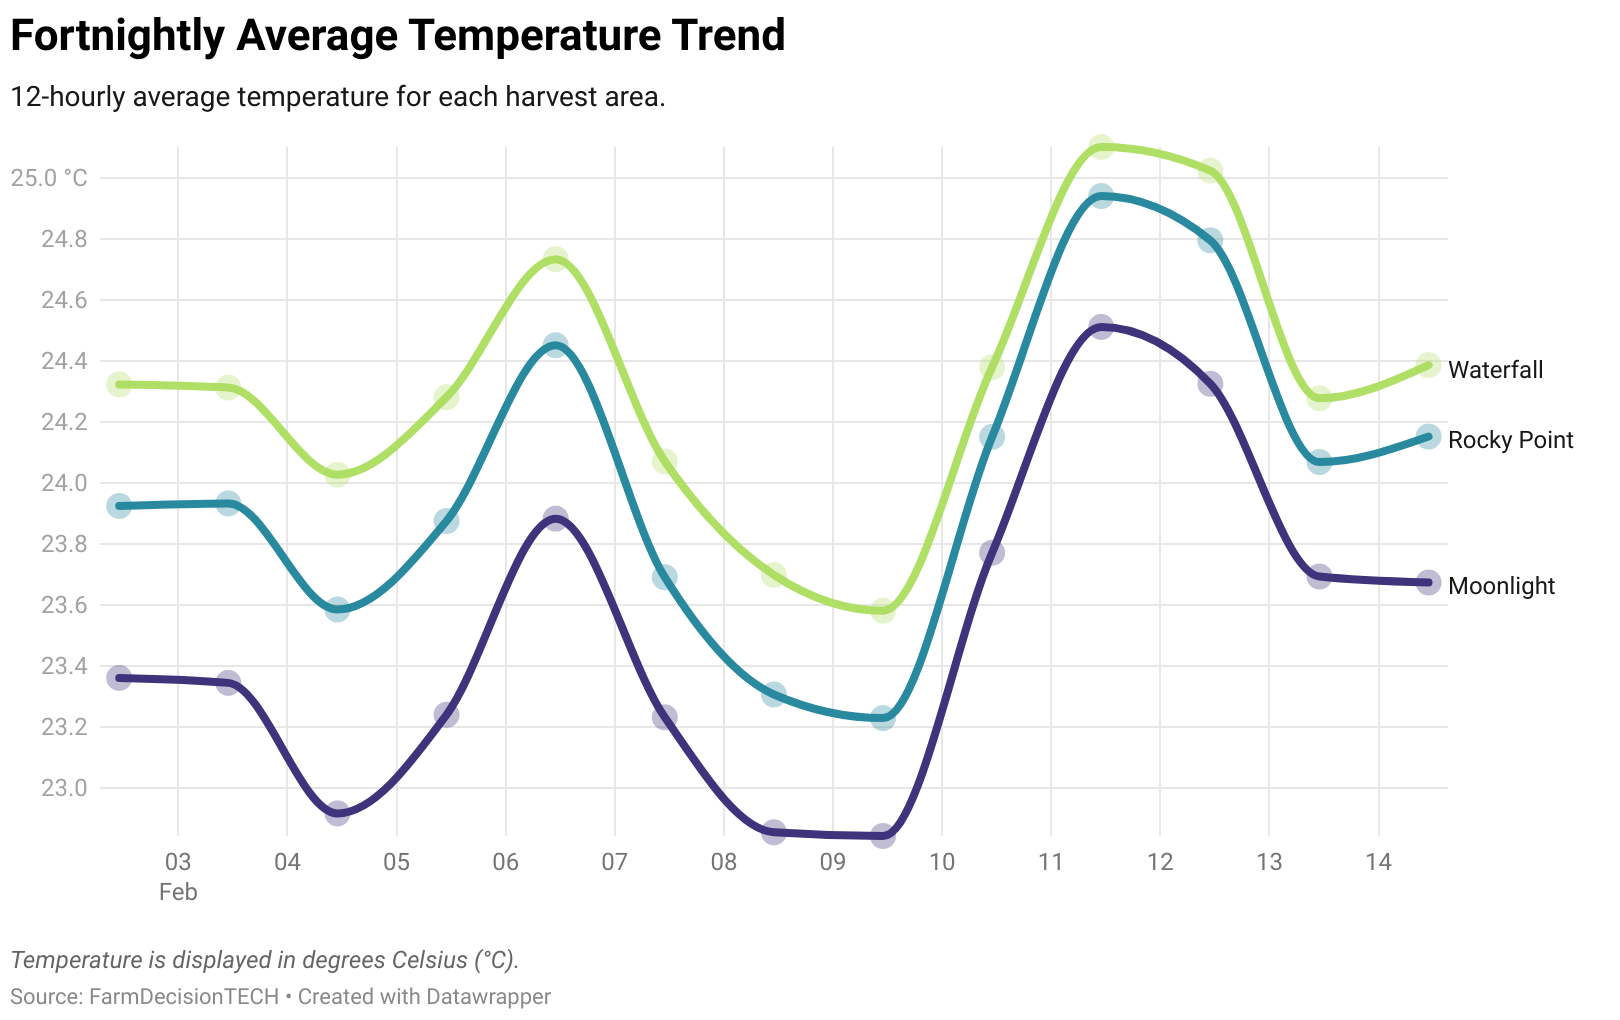 Fortnightly Average Temperature Trend
12-hourly average temperature for each harvest area.
25.0 °C
24.8
24.6
24.4
24.2
24.0
23.8
23.6
23.4
23.2
23.0
Waterfall
Rocky Point
Moonlight
03 04 05 06 07 08 09 10 11 12 13 14
Feb
Temperature is displayed in degrees Celsius (°C).
Source: FarmDecisionTECH • Created with Datawrapper